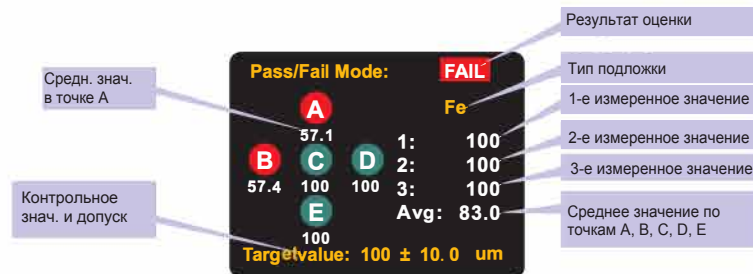 Результат оценки
Pass/Fail Mode: FAIL
Средн. знач.
в точке A
Тип подложки
A
Fe
57.1
1-е измеренное значение
1: 100
B
C
D
2-е измеренное значение
2: 100
57.4
100
100
3-е измеренное значение
3: 100
E
Контрольное
знач. и допуск
Avg: 83.0
Среднее значение по
точкам A, B, C, D, E
100
Targetvalue: 100 ± 10. 0 um